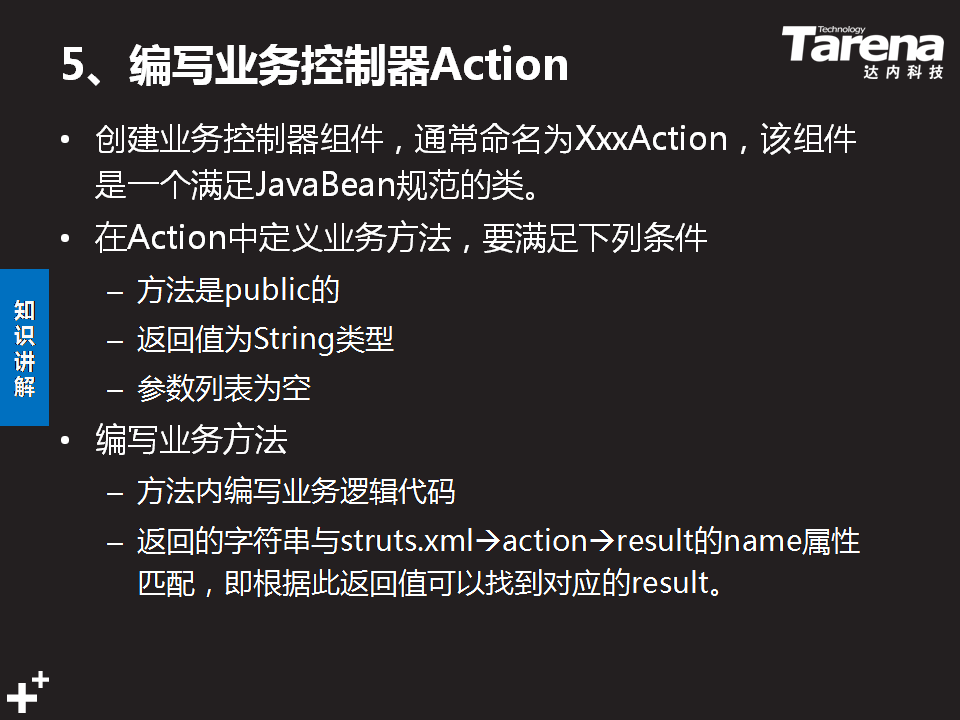 5、编写业务控制器Action
Technology
Tarena
达内科技
• 创建业务控制器组件，通常命名为XxxAction，该组件
是一个满足JavaBean规范的类。
• 在Action中定义业务方法，要满足下列条件
– 方法是public的
– 返回值为String类型
– 参数列表为空
知识讲解
• 编写业务方法
– 方法内编写业务逻辑代码
– 返回的字符串与struts.xml→action→result的name属性
匹配，即根据此返回值可以找到对应的result。